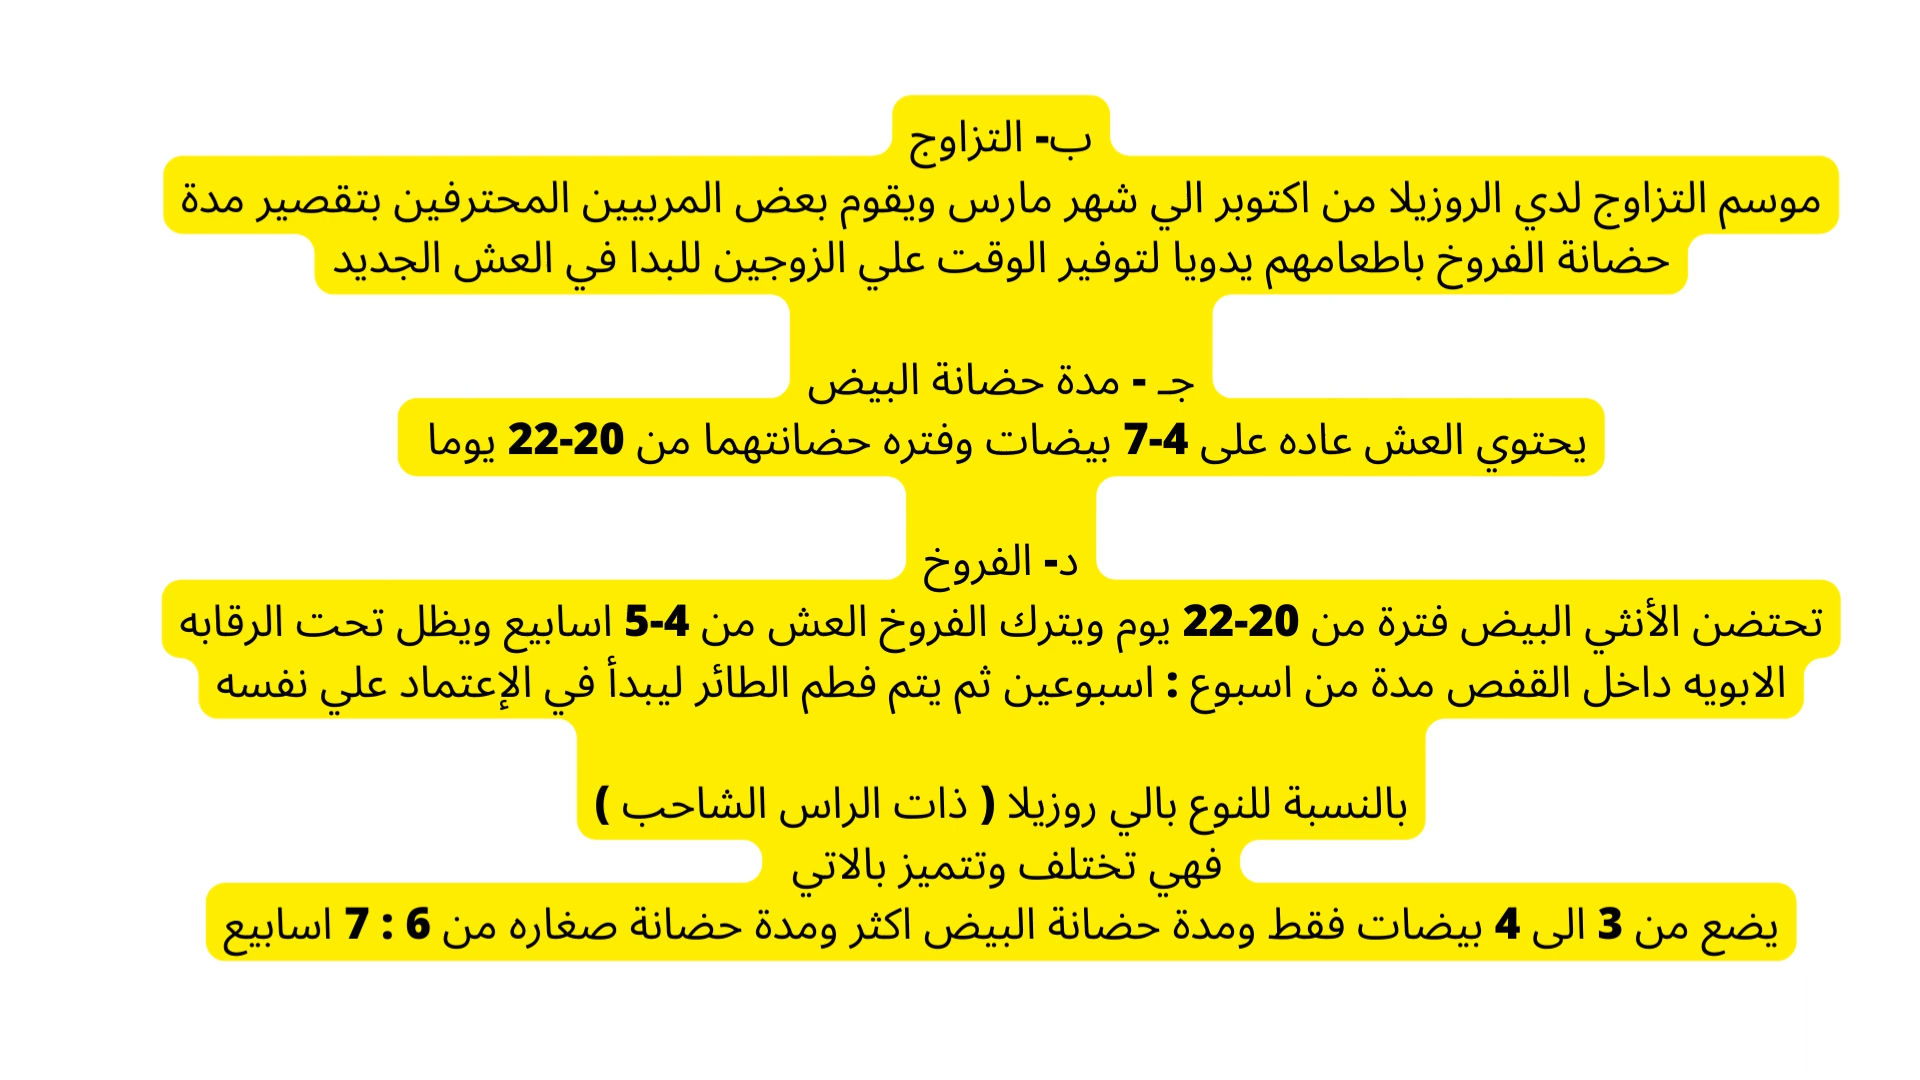 ب- التزاوج
موسم التزاوج لدي الروزيلا من اكتوبر الي شهر مارس ويقوم بعض المربيين المحترفين بتقصير مدة
حضانة الفروخ باطعامهم يدويا لتوفير الوقت علي الزوجين للبدا في العش الجديد
جـ - مدة حضانة البيض
يحتوي العش عاده على 4-7 بيضات وفتره حضانتهما من 20-22 يوما
د- الفروخ
تحتضن الأنثي البيض فترة من 20-22 يوم ويترك الفروخ العش من 4-5 اسابيع ويظل تحت الرقابه
الابويه داخل القفص مدة من اسبوع : اسبوعين ثم يتم فطم الطائر ليبدأ في الإعتماد علي نفسه
بالنسبة للنوع بالي روزيلا ( ذات الراس الشاحب )
فهي تختلف وتتميز بالاتي
يضع من 3 الى 4 بيضات فقط ومدة حضانة البيض اكثر ومدة حضانة صغاره من 6 : 7 اسابيع